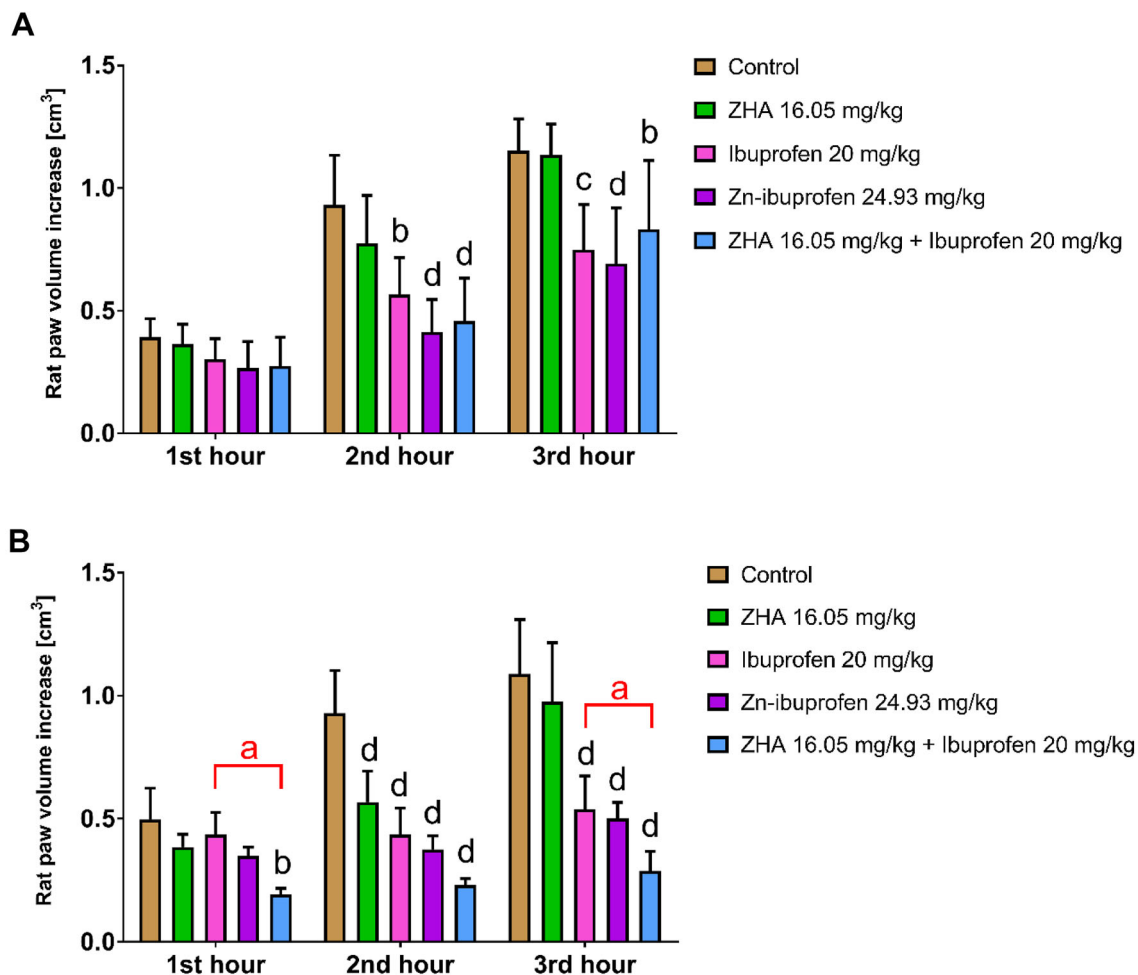 A
Rat paw volume increase [cm³]
1.5
1.0
0.5
0.0
b
d
d
c
d
b
1st hour
2nd hour
3rd hour
Control
ZHA 16.05 mg/kg
Ibuprofen 20 mg/kg
Zn-ibuprofen 24.93 mg/kg
ZHA 16.05 mg/kg + Ibuprofen 20 mg/kg
B
Rat paw volume increase [cm³]
1.5
1.0
0.5
0.0
a
b
d
d
d
d
a
d
d
d
1st hour
2nd hour
3rd hour
Control
ZHA 16.05 mg/kg
Ibuprofen 20 mg/kg
Zn-ibuprofen 24.93 mg/kg
ZHA 16.05 mg/kg + Ibuprofen 20 mg/kg